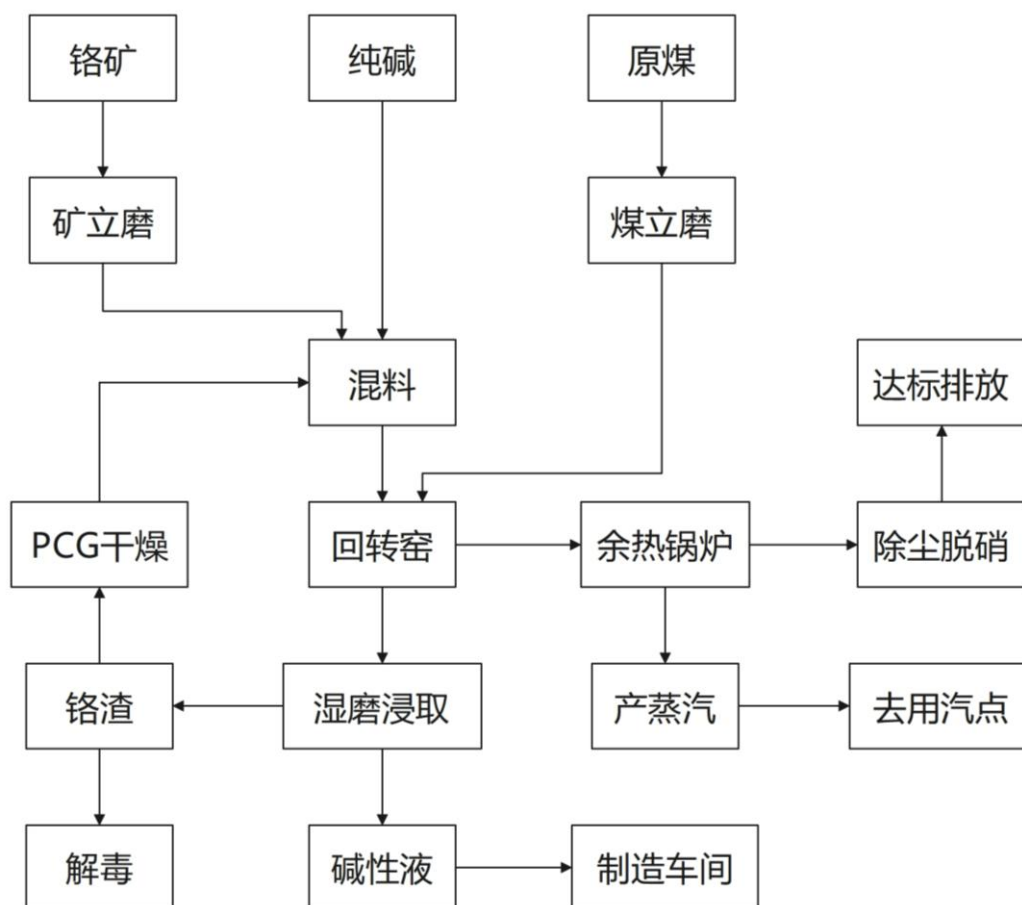 铬矿
纯碱
原煤
矿立磨
煤立磨
混料
达标排放
PCG干燥
回转窑
余热锅炉
除尘脱硝
铬渣
湿磨浸取
产蒸汽
去用汽点
解毒
碱性液
制造车间